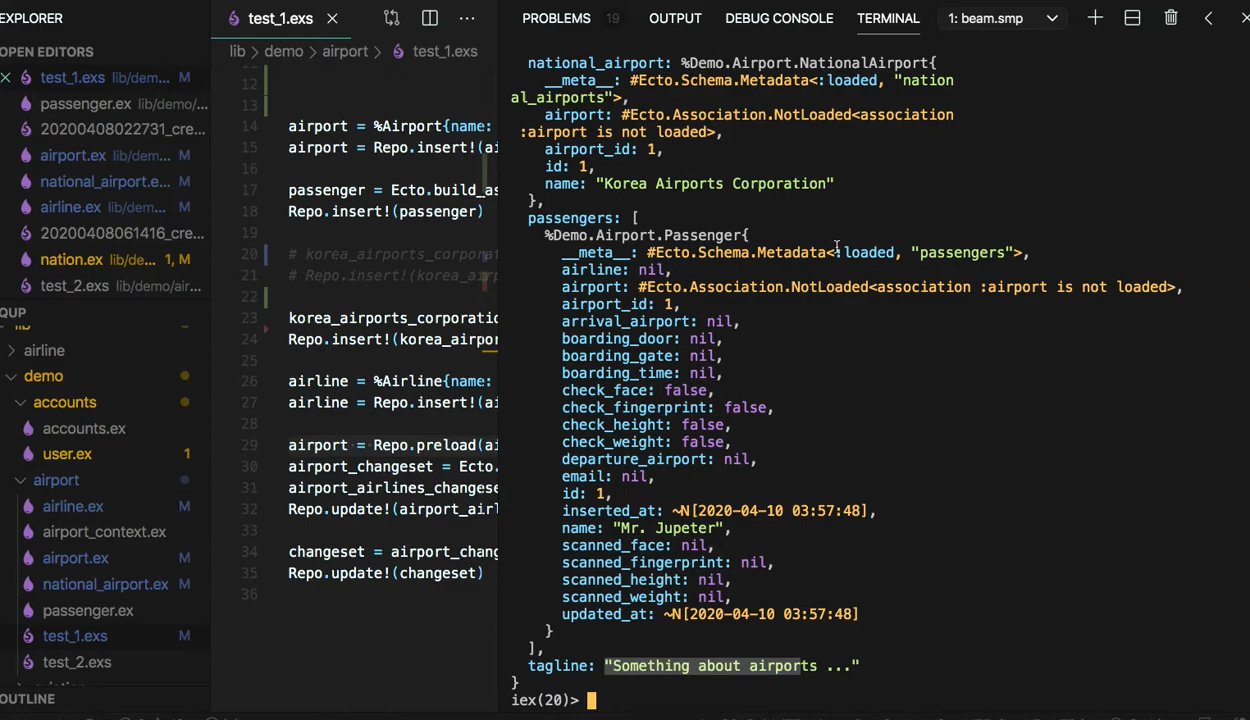 EXPLORER
OPEN EDITORS
test_1.exs lib/dem... M
passenger.ex lib/demo/...
20200408022731_cre...
airport.ex lib/dem... M
national_airport.e... M
airline.ex lib/dem... M
20200408061416_cre...
nation.ex lib/de... 1, M
test_2.exs lib/demo/air...
QUP
lib
airline
demo
accounts
accounts.ex
user.ex 1
airport
airline.ex M
airport_context.ex
airport.ex M
national_airport.ex M
passenger.ex
test_1.exs M
test_2.exs
OUTLINE
test_1.exs
lib > demo > airport > test_1.exs
12
13
14 airport = %Airport{name:
15 airport = Repo.insert!(ai
16
17 passenger = Ecto.build_as
18 Repo.insert!(passenger)
19
20 # korea_airports_corporat
21 # Repo.insert!(korea_airp
22
23 korea_airports_corporatio
24 Repo.insert!(korea_airpor
25
26 airline = %Airline{name:
27 airline = Repo.insert!(ai
28
29 airport = Repo.preload(ai
30 airport_changeset = Ecto.
31 airport_airlines_changese
32 Repo.update!(airport_airl
33
34 changeset = airport_chang
35 Repo.update!(changeset)
36
PROBLEMS 19 OUTPUT DEBUG CONSOLE TERMINAL 1: beam.smp
national_airport: %Demo.Airport.NationalAirport{
__meta__: #Ecto.Schema.Metadata<:loaded, "nation
al_airports">,
airport: #Ecto.Association.NotLoaded<association
:airport is not loaded>,
airport_id: 1,
id: 1,
name: "Korea Airports Corporation"
},
passengers: [
%Demo.Airport.Passenger{
__meta__: #Ecto.Schema.Metadata<:loaded, "passengers">,
airline: nil,
airport: #Ecto.Association.NotLoaded<association :airport is not loaded>,
airport_id: 1,
arrival_airport: nil,
boarding_door: nil,
boarding_gate: nil,
boarding_time: nil,
check_face: false,
check_fingerprint: false,
check_height: false,
check_weight: false,
departure_airport: nil,
email: nil,
id: 1,
inserted_at: ~N[2020-04-10 03:57:48],
name: "Mr. Jupeter",
scanned_face: nil,
scanned_fingerprint: nil,
scanned_height: nil,
scanned_weight: nil,
updated_at: ~N[2020-04-10 03:57:48]
}
],
tagline: "Something about airports ..."
}
iex(20)>